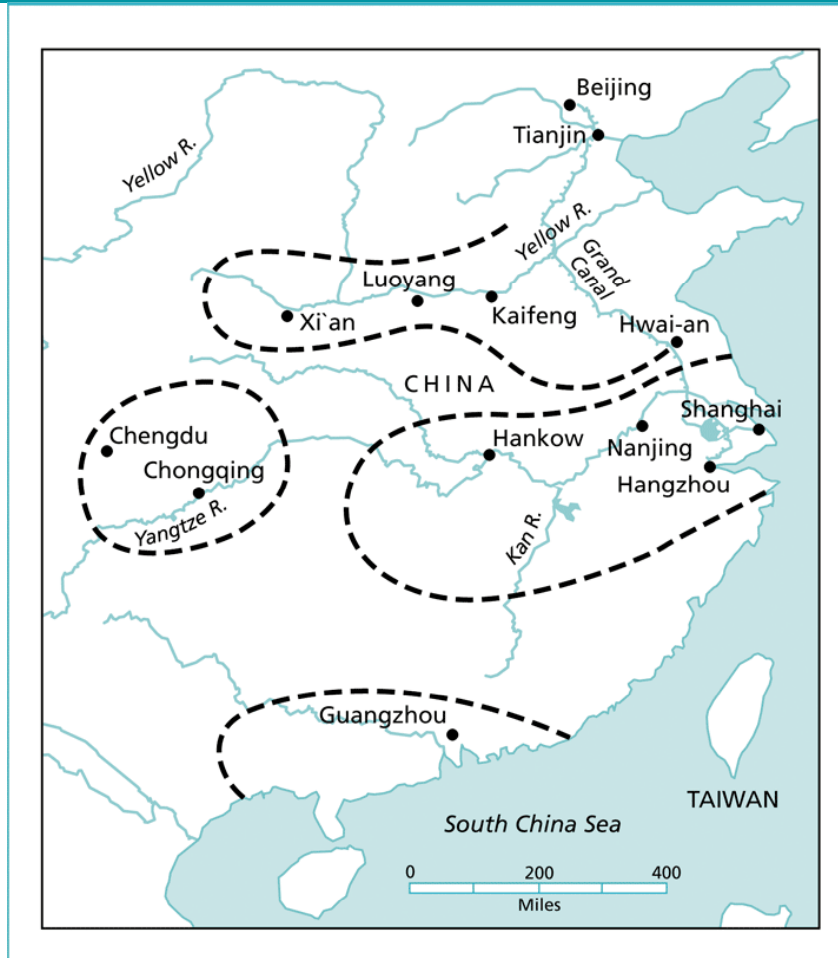 Beijing
Tianjin
Yellow R.
Yellow R.
Grand
Canal
Luoyang
Kaifeng
Xi`an
Hwai-an
CHINA
Shanghai
Chengdu
Hankow
Nanjing
Chongqing
Hangzhou
Yangtze R.
Kan R.
Guangzhou
TAIWAN
South China Sea
0 200 400
Miles